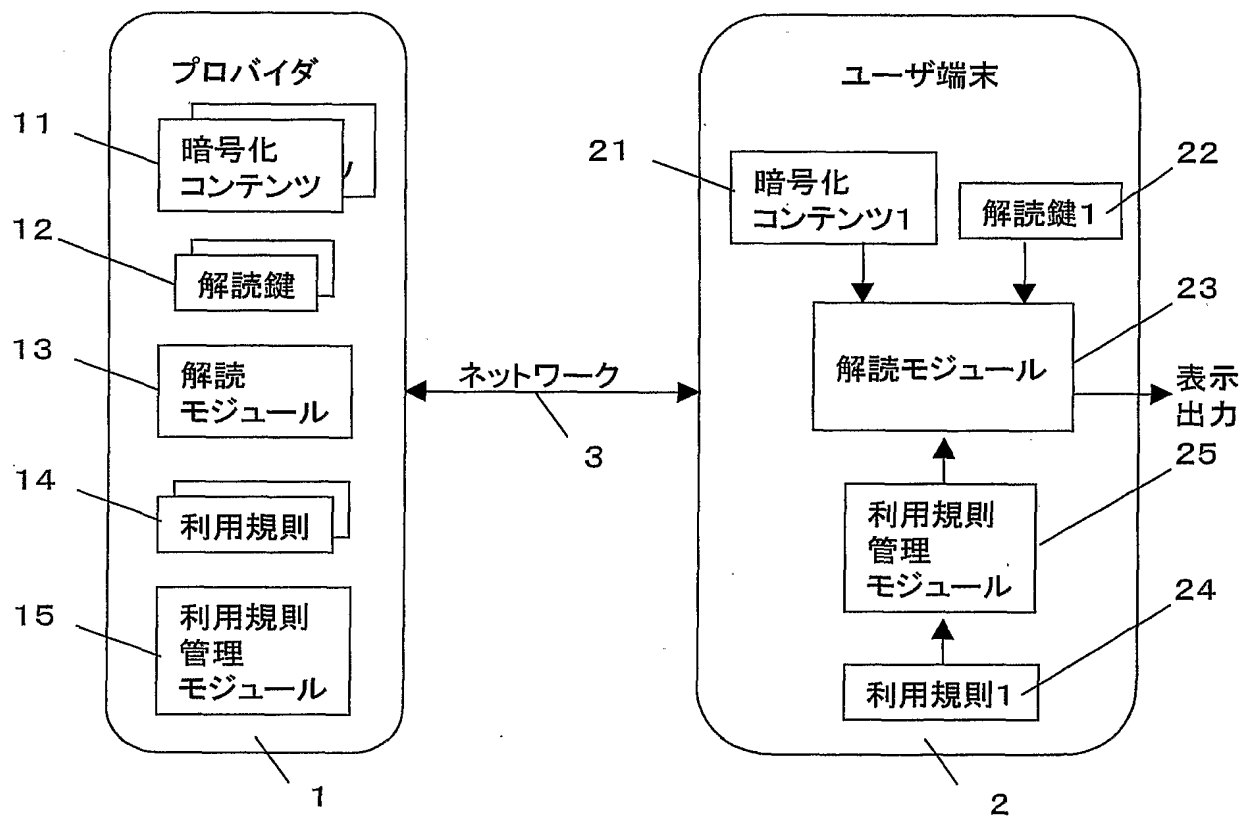 プロバイダ
11
暗号化
コンテンツ
12
解読鍵
13
解読
モジュール
14
利用規則
15
利用規則
管理
モジュール
1
ネットワーク
3
ユーザ端末
21
暗号化
コンテンツ1
22
解読鍵1
23
解読モジュール
表示
出力
25
利用規則
管理
モジュール
24
利用規則1
2